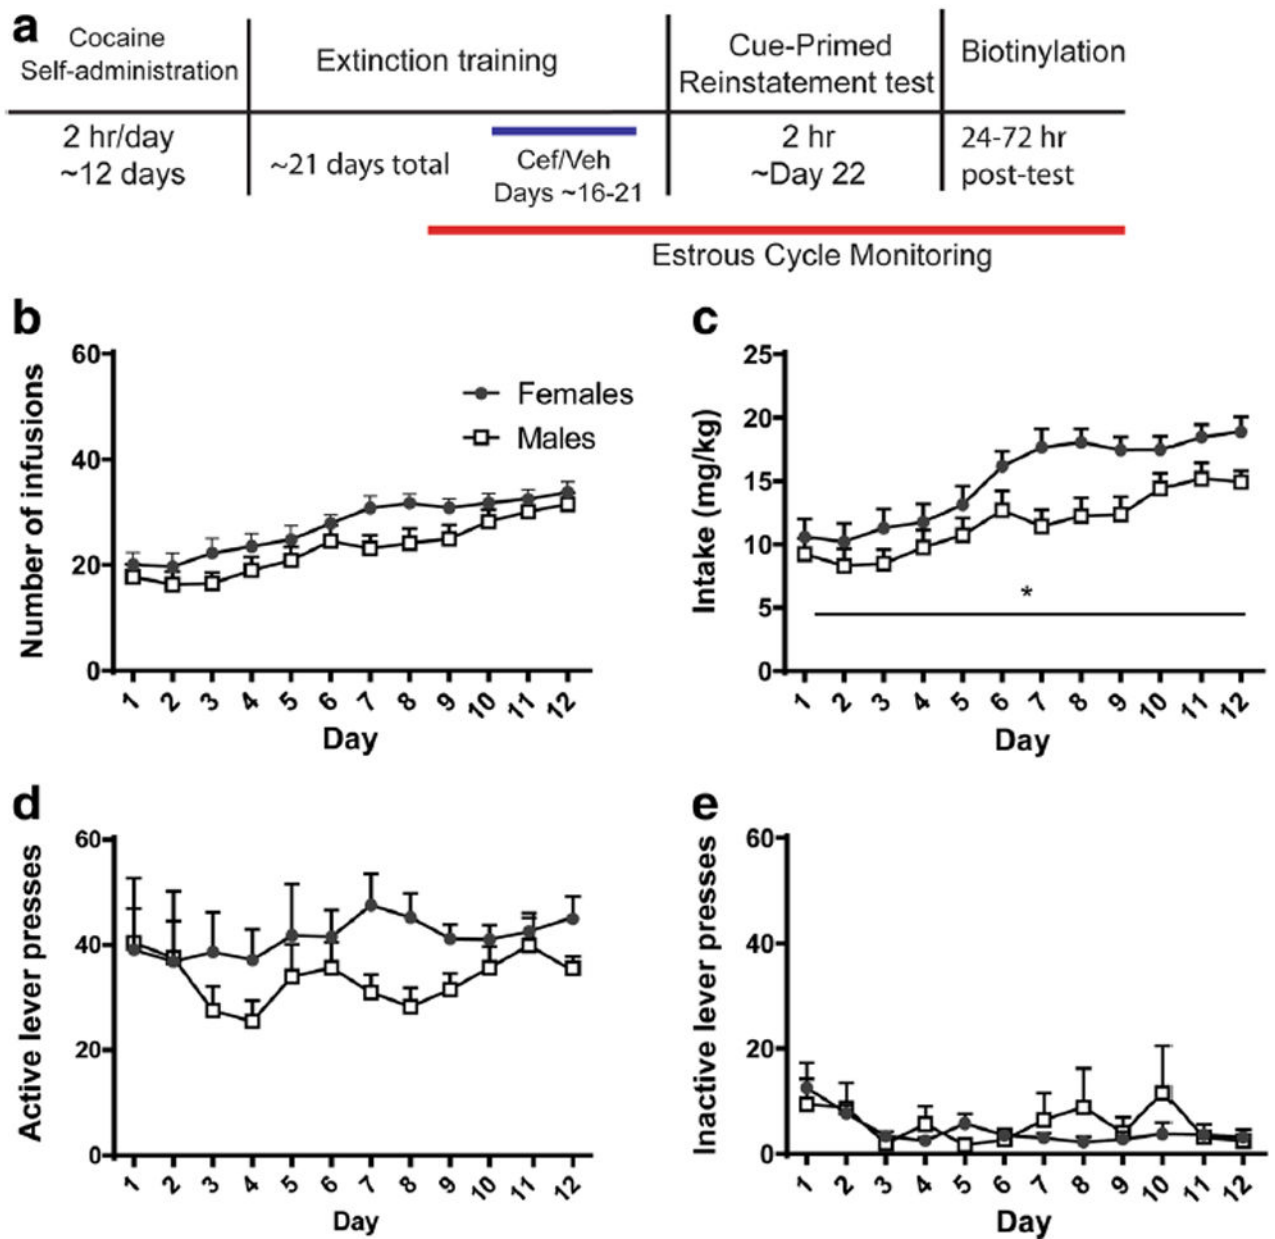 a
Cocaine
Self-administration
Extinction training
Cue-Primed
Reinstatement test
Biotinylation
2 hr/day
~12 days
~21 days total
Cef/Veh
Days ~16-21
2 hr
~Day 22
24-72 hr
post-test
Estrous Cycle Monitoring
b
Number of infusions
60
40
20
0
Females
Males
1 2 3 4 5 6 7 8 9 10 11 12
Day
c
Intake (mg/kg)
25
20
15
10
5
0
*
1 2 3 4 5 6 7 8 9 10 11 12
Day
d
Active lever presses
60
40
20
0
1 2 3 4 5 6 7 8 9 10 11 12
Day
e
Inactive lever presses
60
40
20
0
1 2 3 4 5 6 7 8 9 10 11 12
Day